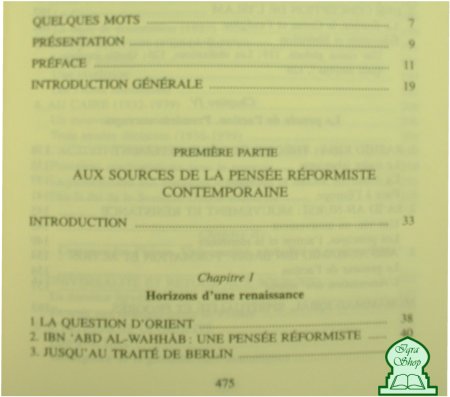 QUELQUES MOTS 7
PRÉSENTATION 9
PRÉFACE 11
INTRODUCTION GÉNÉRALE 19
PREMIÈRE PARTIE
AUX SOURCES DE LA PENSÉE RÉFORMISTE
CONTEMPORAINE
INTRODUCTION 33
Chapitre I
Horizons d'une renaissance
1 LA QUESTION D'ORIENT 38
2. IBN 'ABD AL-WAHHÂB : UNE PENSÉE RÉFORMISTE 40
3. JUSQU'AU TRAITÉ DE BERLIN
475
Iqra
Shop